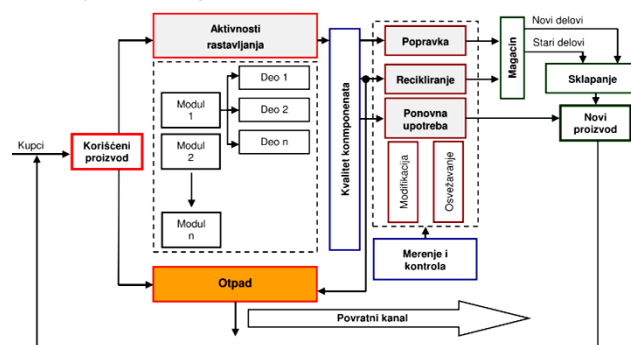 Kupci
Korišćeni
proizvod
Aktivnosti
rastavljanja
Modul
1
Modul
2
Modul
n
Deo 1
Deo 2
Deo n
Otpad
Kvalitet konmponenata
Popravka
Recikliranje
Ponovna
upotreba
Modifikacija
Osvežavanje
Merenje i
kontrola
Magacin
Novi delovi
Stari delovi
Sklapanje
Novi
proizvod
Povratni kanal